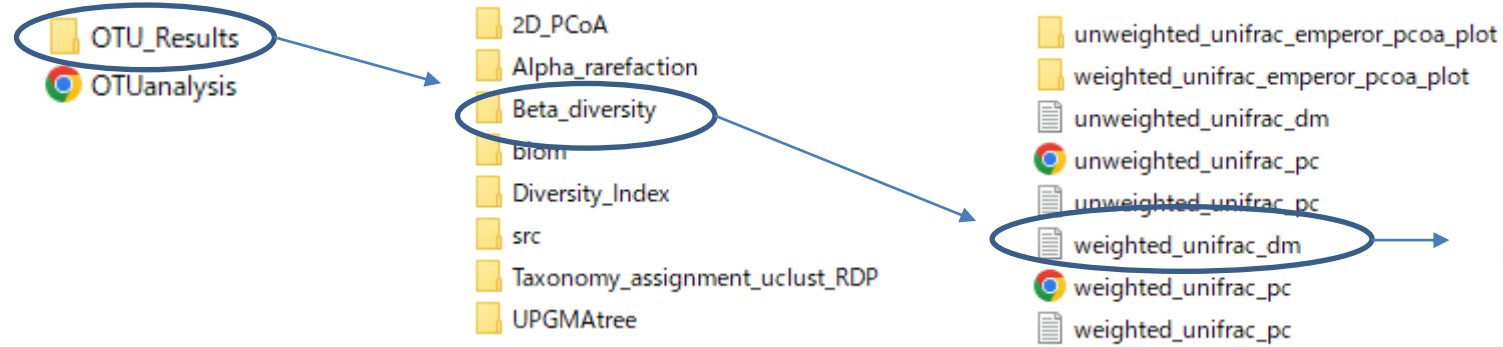 OTU_Results
OTUanalysis
2D_PCoA
Alpha_rarefaction
Beta_diversity
biom
Diversity_Index
src
Taxonomy_assignment_uclust_RDP
UPGMAtree
unweighted_unifrac_emperor_pcoa_plot
weighted_unifrac_emperor_pcoa_plot
unweighted_unifrac_dm
unweighted_unifrac_pc
unweighted_unifrac_pc
weighted_unifrac_dm
weighted_unifrac_pc
weighted_unifrac_pc